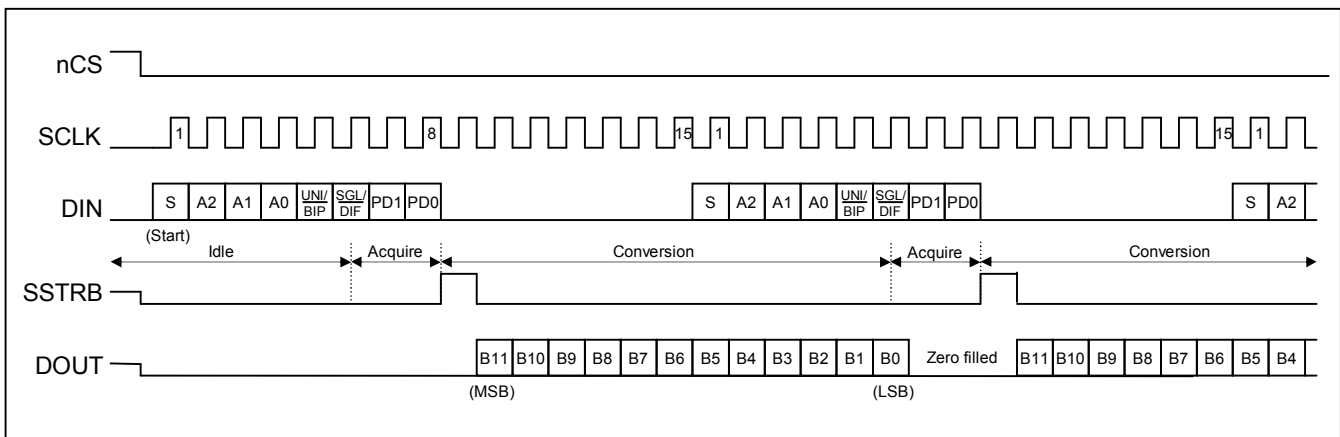 nCS
SCLK 1 8 15 1 15 1
DIN S A2 A1 A0 UNI/BIP SGL/DIF PD1 PD0 S A2 A1 A0 UNI/BIP SGL/DIF PD1 PD0 S A2
(Start)
Idle Acquire Conversion Acquire Conversion
SSTRB
DOUT B11 B10 B9 B8 B7 B6 B5 B4 B3 B2 B1 B0 Zero filled B11 B10 B9 B8 B7 B6 B5 B4
(MSB) (LSB)